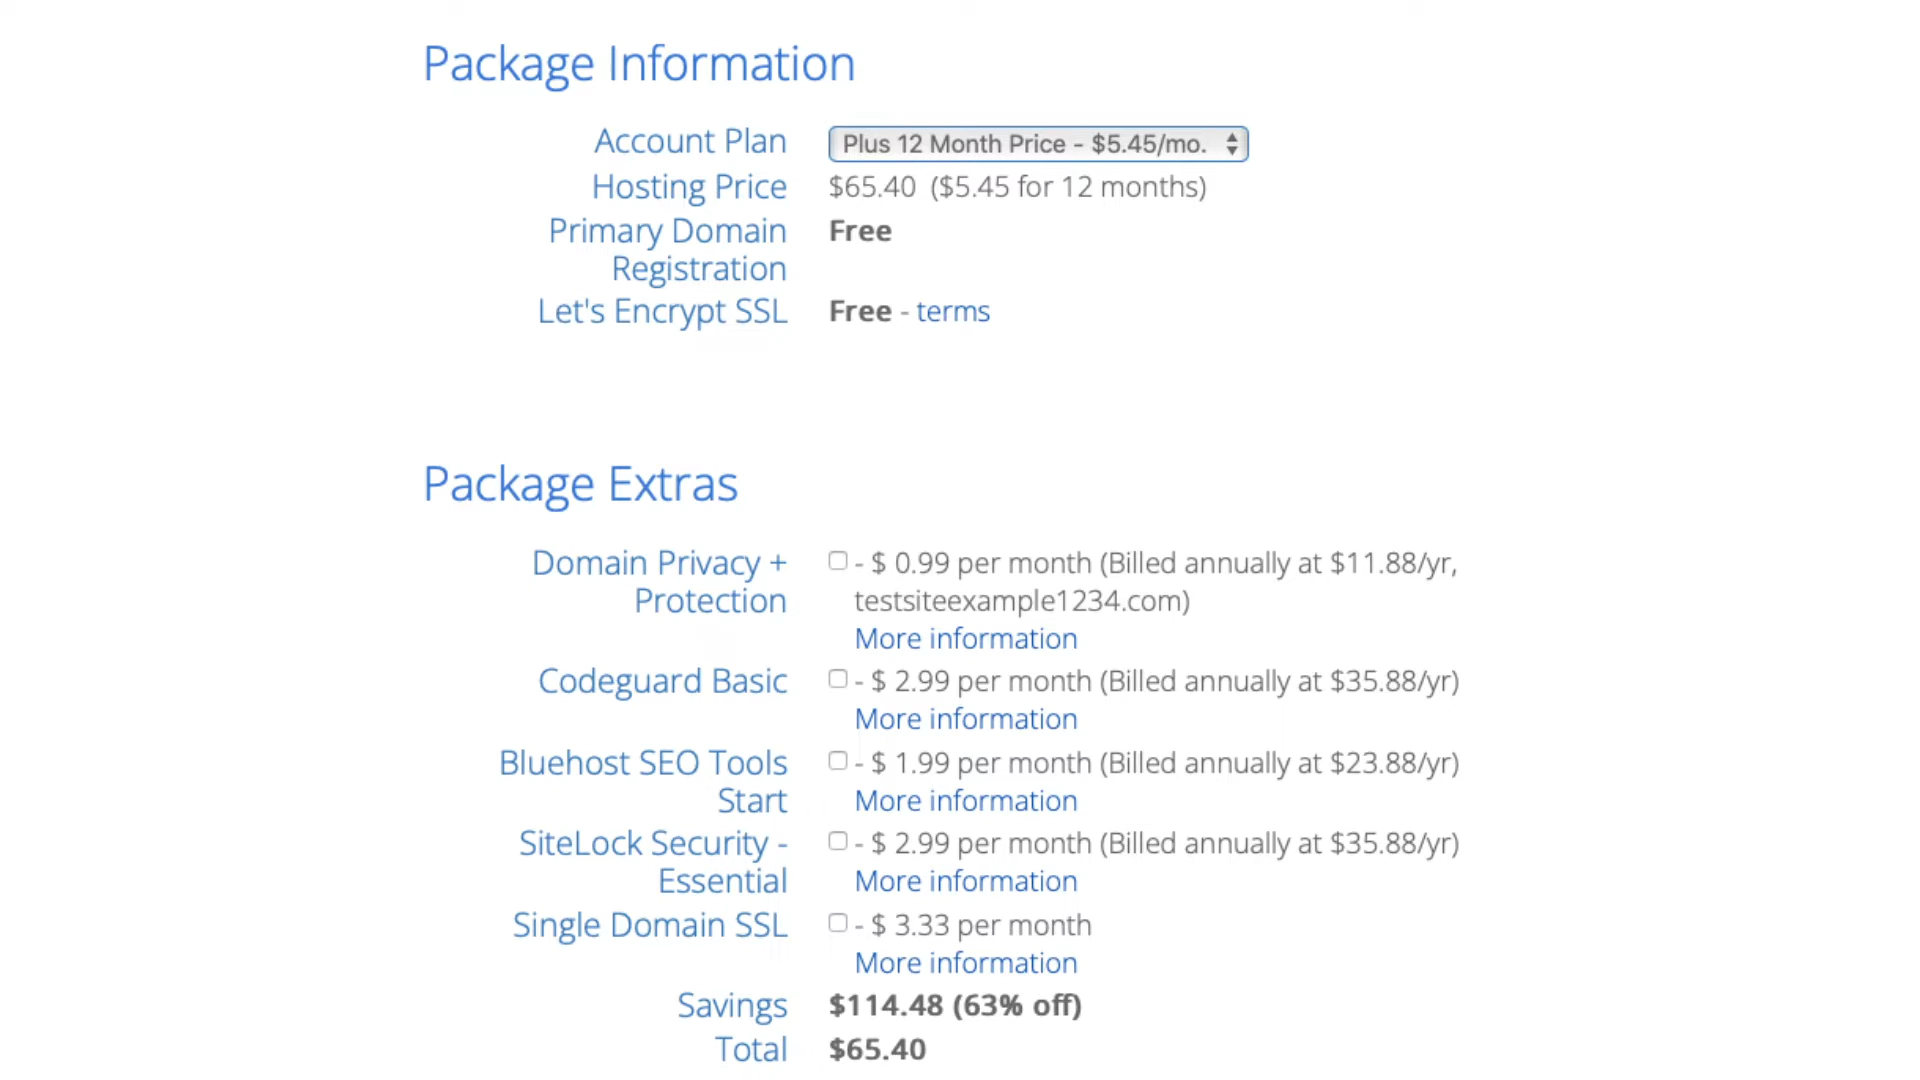 Package Information
Account Plan Plus 12 Month Price - $5.45/mo.
Hosting Price $65.40 ($5.45 for 12 months)
Primary Domain Free
Registration
Let's Encrypt SSL Free - terms
Package Extras
Domain Privacy + - $ 0.99 per month (Billed annually at $11.88/yr,
Protection testsiteexample1234.com)
More information
Codeguard Basic - $ 2.99 per month (Billed annually at $35.88/yr)
More information
Bluehost SEO Tools - $ 1.99 per month (Billed annually at $23.88/yr)
Start More information
SiteLock Security - - $ 2.99 per month (Billed annually at $35.88/yr)
Essential More information
Single Domain SSL - $ 3.33 per month
More information
Savings $114.48 (63% off)
Total $65.40